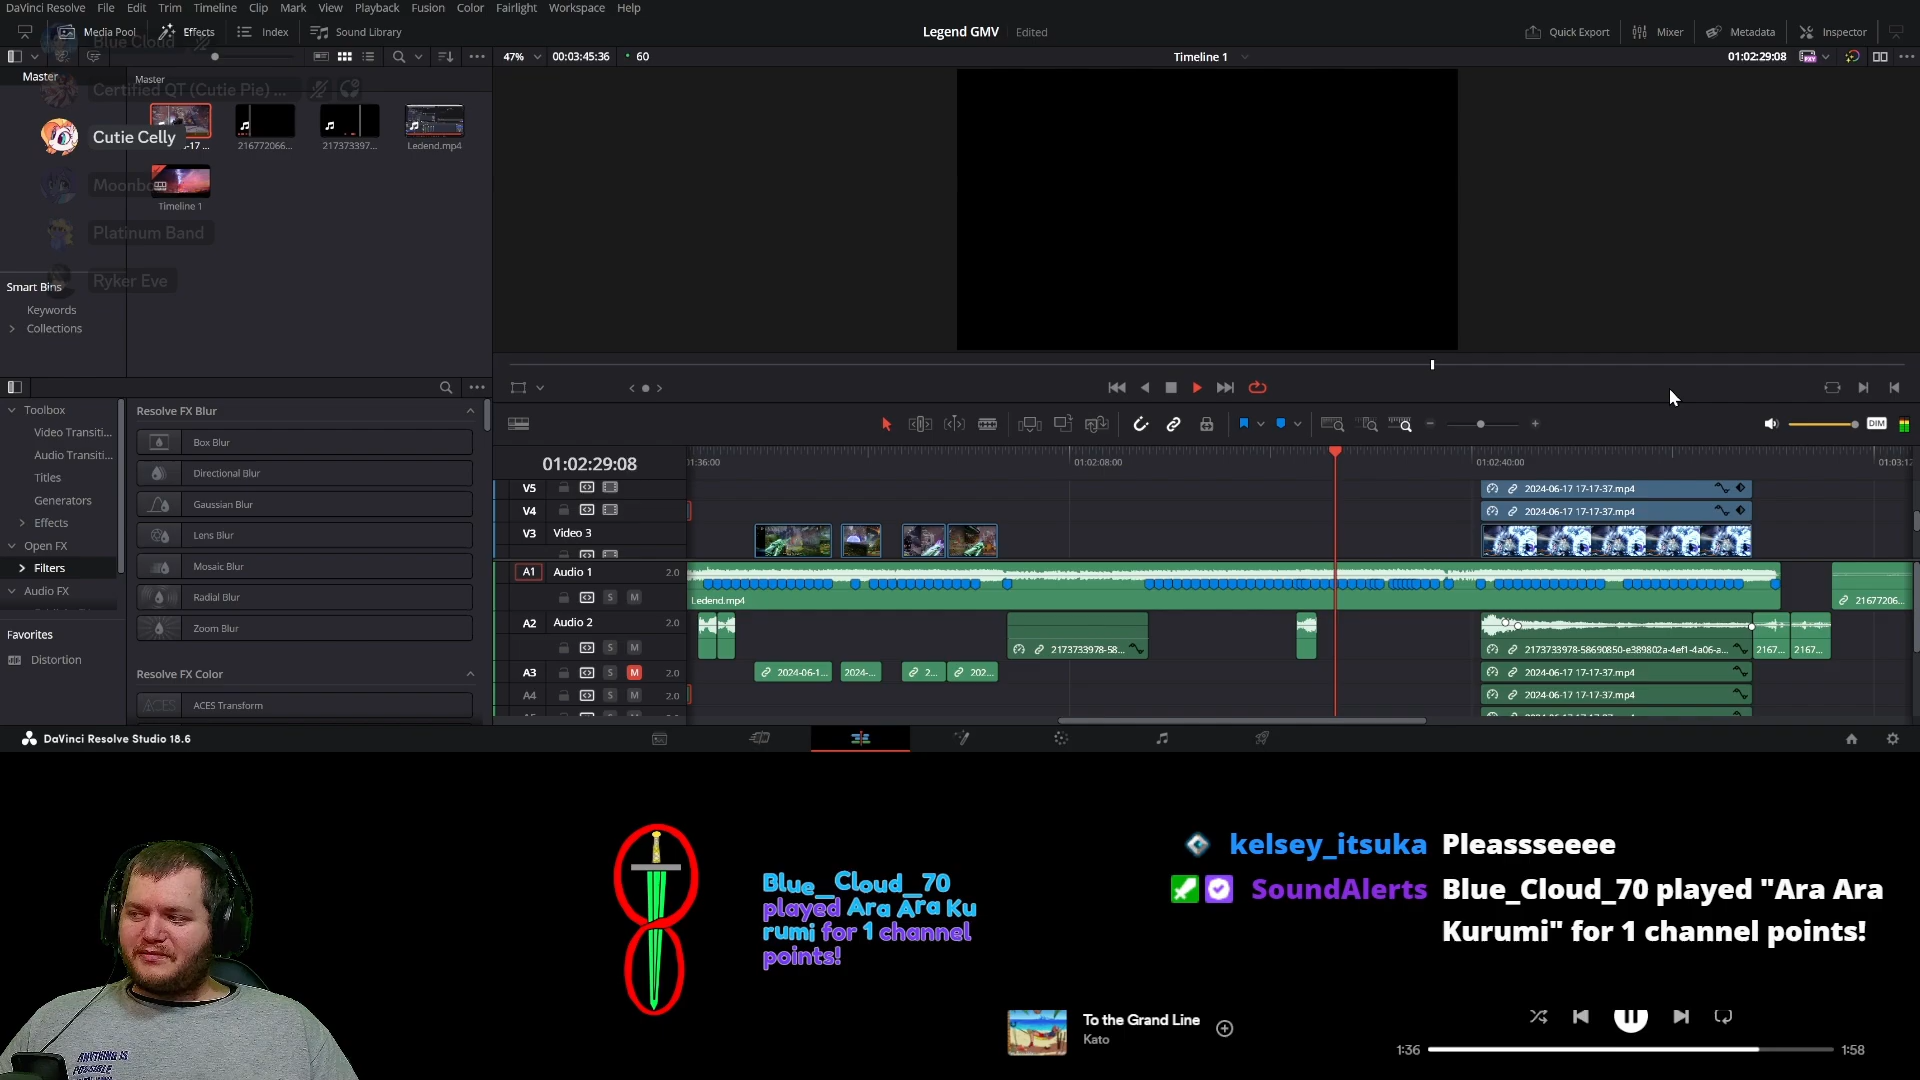 DaVinci Resolve File Edit Trim Timeline Clip Mark View Playback Fusion Color Fairlight Workspace Help
Media Pool Effects Index Sound Library
Legend GMV Edited
Quick Export Mixer Metadata Inspector
Blue Cloud
47% 00:03:45:36 60
Timeline 1
01:02:29:08
Master
Master
Certified QT (Cutie Pie) ...
Cutie Celly
-17 ... 216772066... 217373397... Ledend.mp4
Timeline 1
Platinum Band
Ryker Eve
Smart Bins
Keywords
Collections
Toolbox
Video Transiti...
Audio Transiti...
Titles
Generators
Effects
Open FX
Filters
Audio FX
Favorites
Distortion
Resolve FX Blur
Box Blur
Directional Blur
Gaussian Blur
Lens Blur
Mosaic Blur
Radial Blur
Zoom Blur
Resolve FX Color
ACES ACES Transform
DIM
01:02:29:08
1:36:00 01:02:08:00 01:02:40:00 01:03:12
V5
V4
V3 Video 3
2024-06-17 17-17-37.mp4
2024-06-17 17-17-37.mp4
A1 Audio 1 2.0
S M
Ledend.mp4 21677206...
A2 Audio 2 2.0
S M
2173733978-58... 2173733978-58690850-e389802a-4ef1-4a06-a... 2167... 2167...
A3 S M 2.0
2024-06-1... 2024-... 2... 202... 2024-06-17 17-17-37.mp4
A4 S M 2.0
2024-06-17 17-17-37.mp4
DaVinci Resolve Studio 18.6
Blue_Cloud_70
played Ara Ara Ku
rumi for 1 channel
points!
kelsey_itsuka Pleassseeee
SoundAlerts Blue_Cloud_70 played "Ara Ara
Kurumi" for 1 channel points!
To the Grand Line
Kato
1:36 1:58
ANYTHING IS
POSSIBLE